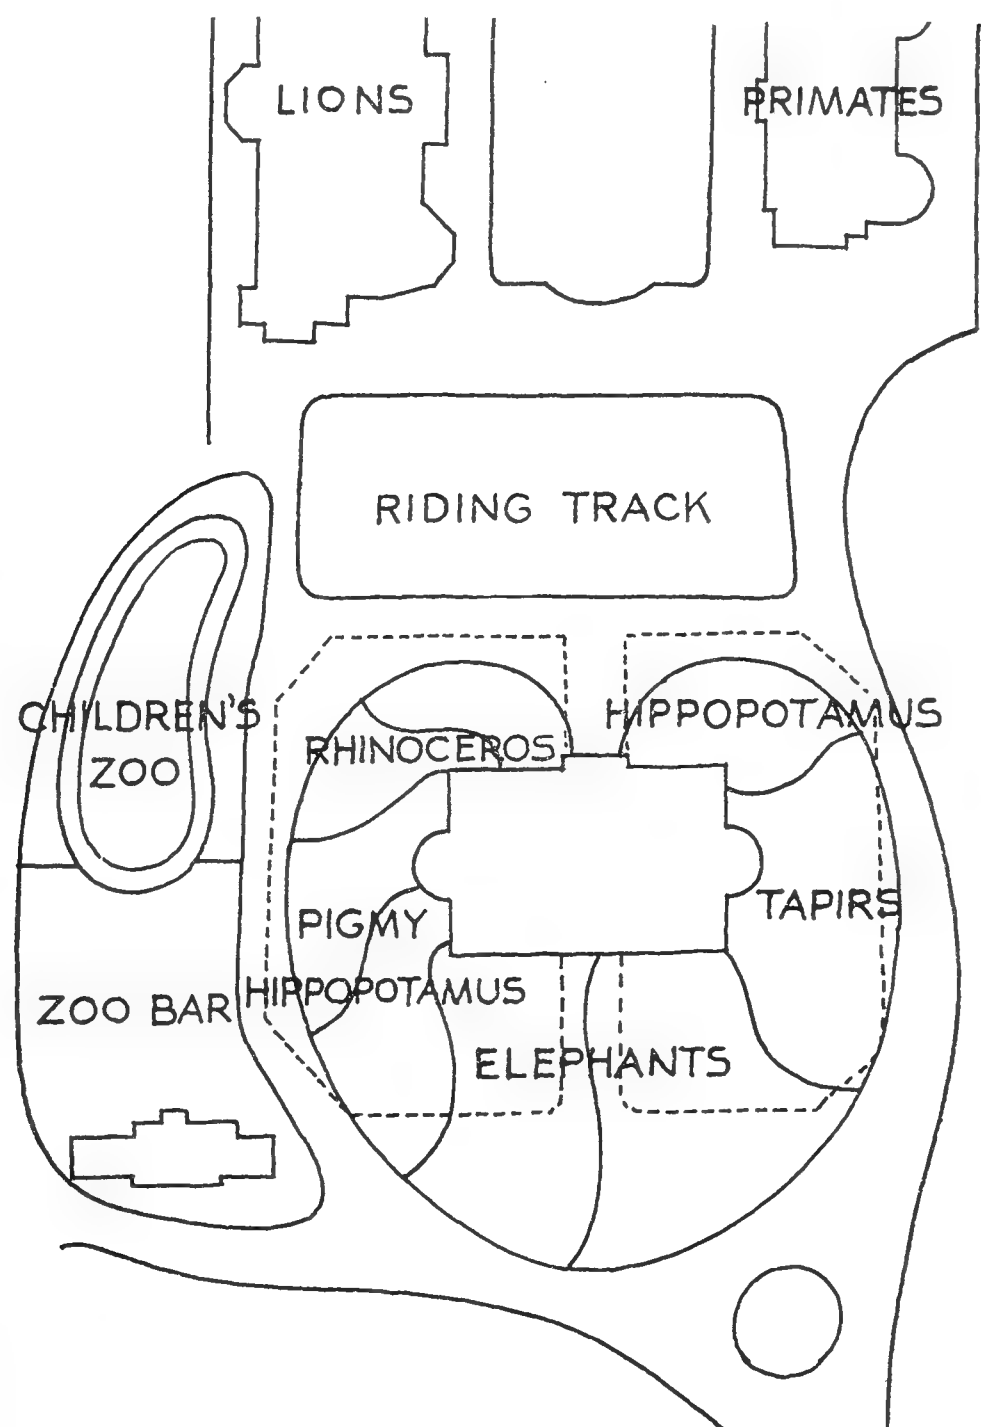 LIONS
PRIMATES
RIDING TRACK
CHILDREN'S
ZOO
RHINOCEROS
HIPPOPOTAMUS
PIGMY
HIPPOPOTAMUS
TAPIRS
ZOO BAR
ELEPHANTS